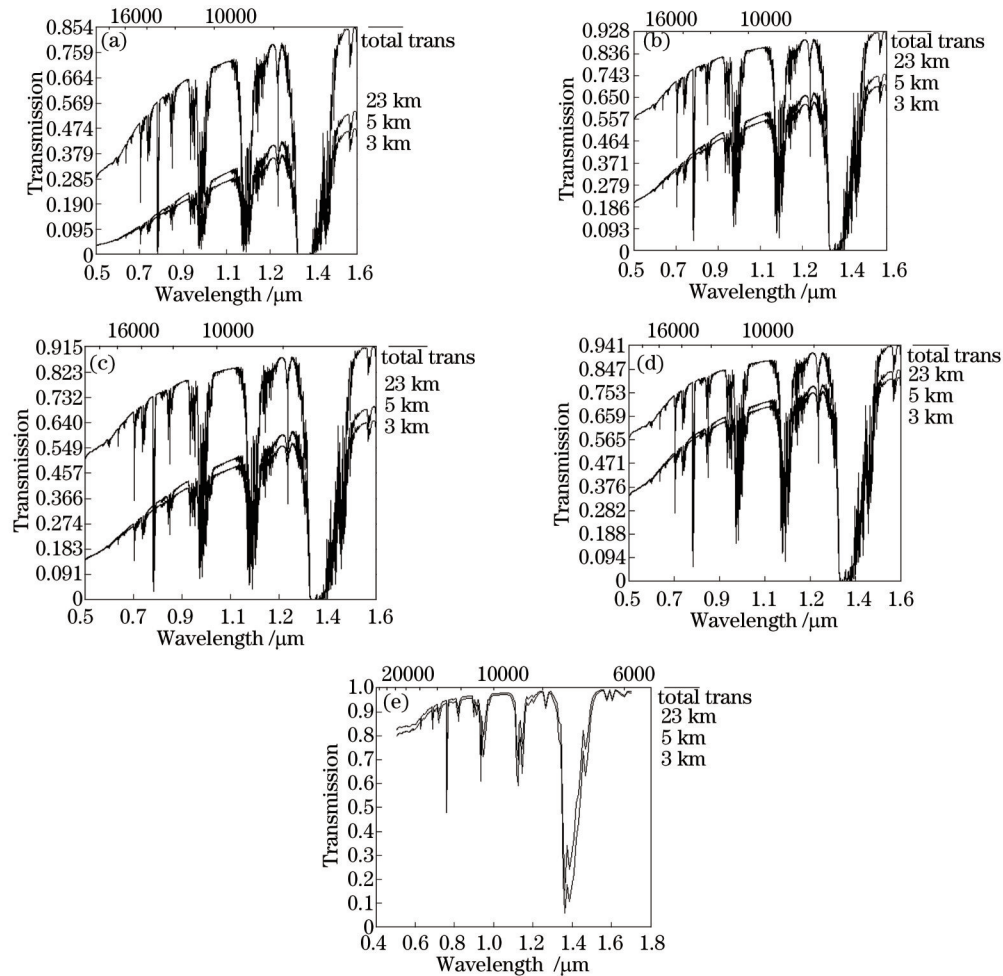 16000 10000
(a)
total trans
23 km
5 km
3 km
Transmission
0.854
0.759
0.664
0.569
0.474
0.379
0.285
0.190
0.095
0
0.5 0.7 0.9 1.1 1.2 1.4 1.6
Wavelength /μm
16000 10000
(b)
total trans
23 km
5 km
3 km
Transmission
0.928
0.836
0.743
0.650
0.557
0.464
0.371
0.279
0.186
0.093
0
0.5 0.7 0.9 1.1 1.2 1.4 1.6
Wavelength /μm
16000 10000
(c)
total trans
23 km
5 km
3 km
Transmission
0.915
0.823
0.732
0.640
0.549
0.457
0.366
0.274
0.183
0.091
0
0.5 0.7 0.9 1.1 1.2 1.4 1.6
Wavelength /μm
16000 10000
(d)
total trans
23 km
5 km
3 km
Transmission
0.941
0.847
0.753
0.659
0.565
0.471
0.376
0.282
0.188
0.094
0
0.5 0.7 0.9 1.1 1.2 1.4 1.6
Wavelength /μm
20000 10000 6000
(e)
total trans
23 km
5 km
3 km
Transmission
1.0
0.9
0.8
0.7
0.6
0.5
0.4
0.3
0.2
0.1
0
0.4 0.6 0.8 1.0 1.2 1.4 1.6 1.8
Wavelength /μm